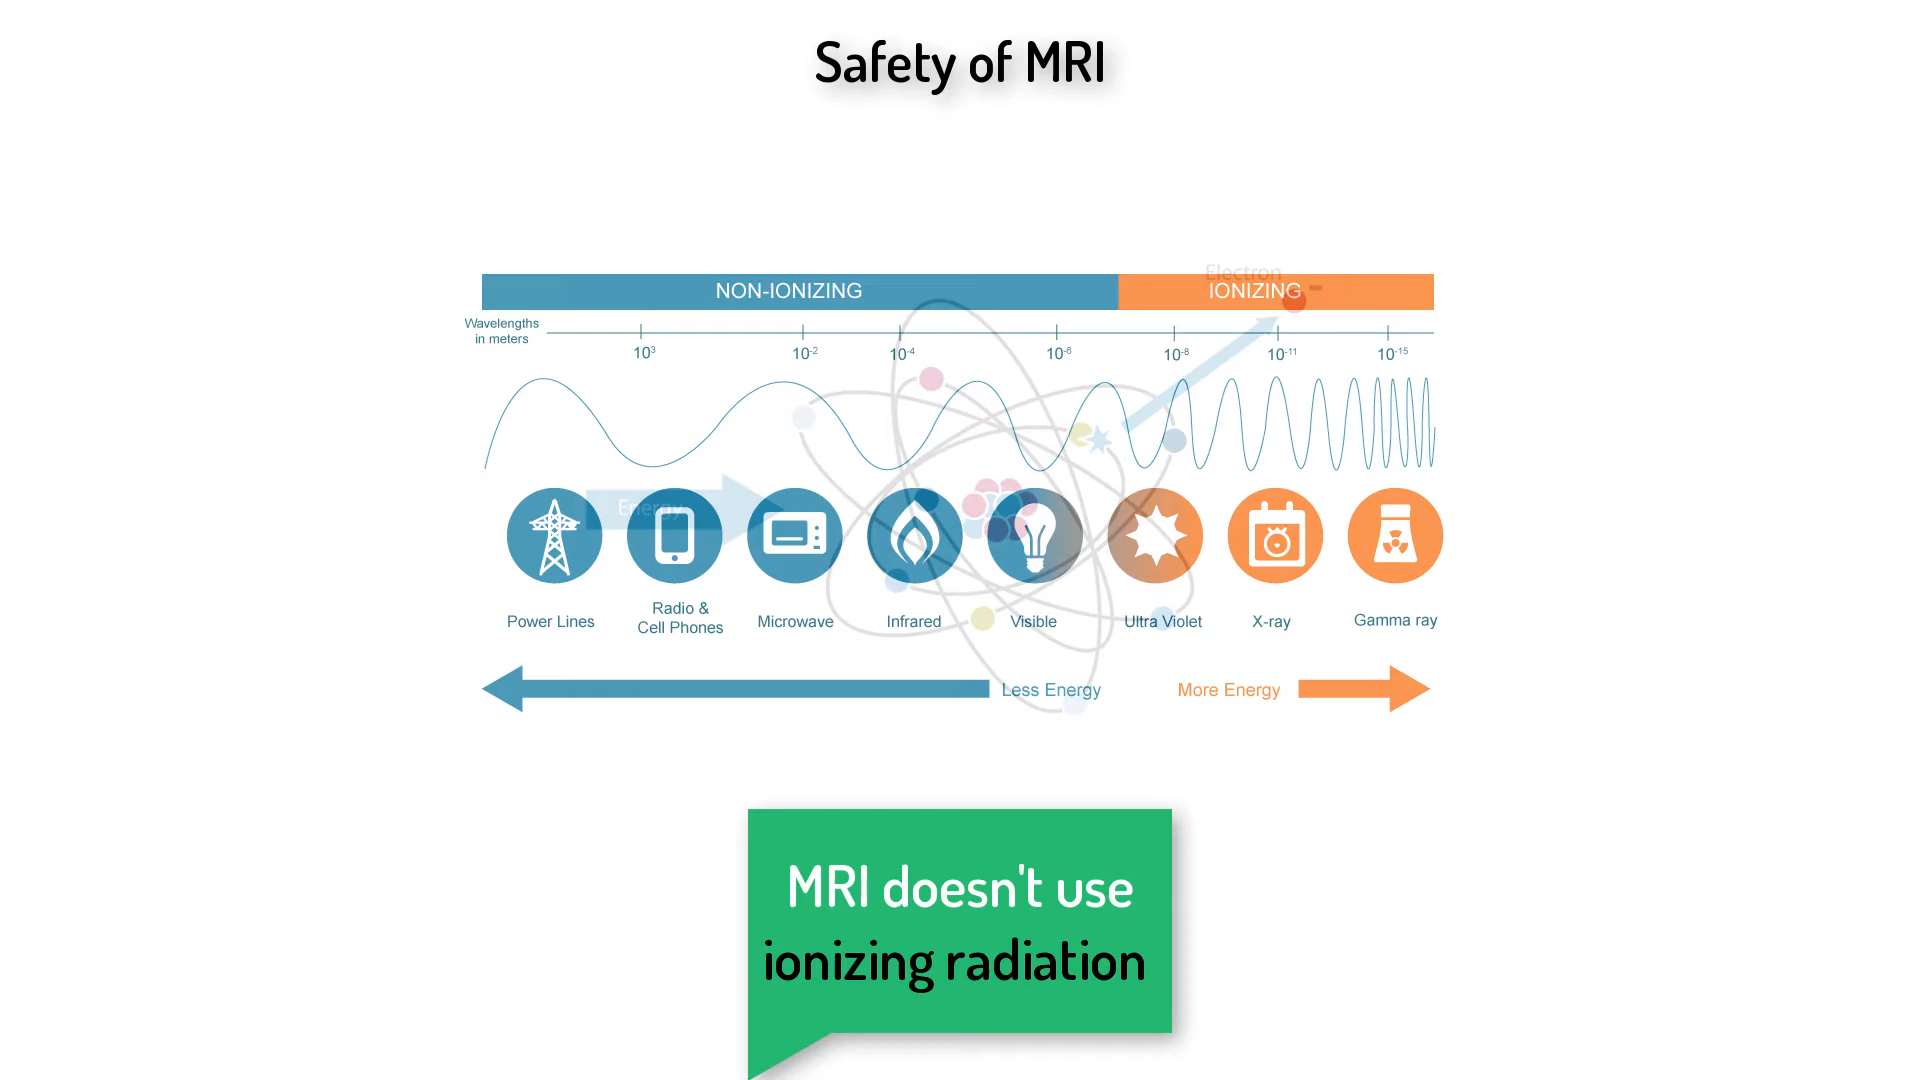 Safety of MRI
Electron
NON-IONIZING
IONIZING
Wavelengths
in meters
10³
10⁻²
10⁻⁴
10⁻⁶
10⁻⁸
10⁻¹¹
10⁻¹⁵
Energy
Power Lines
Radio &
Cell Phones
Microwave
Infrared
Visible
Ultra Violet
X-ray
Gamma ray
Less Energy
More Energy
MRI doesn't use
ionizing radiation